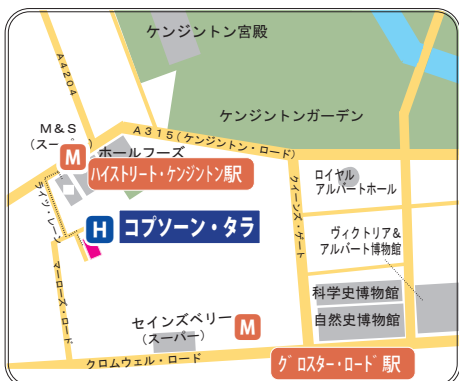 ケンジントン宮殿
A4204
ケンジントンガーデン
M&S
(スーパー)
A315(ケンジントン・ロード)
ホールフーズ
M
ハイストリート・ケンジントン駅
ロイヤル
アルバートホール
ライツ・レーン
クイーンズ・ゲート
H コプソーン・タラ
ヴィクトリア&
アルバート博物館
マーローズ・ロード
科学史博物館
セインズベリー
(スーパー)
M
自然史博物館
クロムウェル・ロード
グロスター・ロード駅